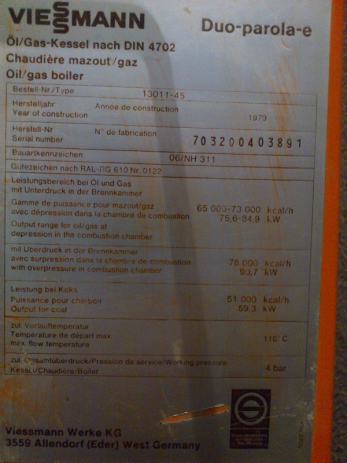 VIESSMANN
Duo-parola-e
Öl/Gas-Kessel nach DIN 4702
Chaudière mazout/gaz
Oil/gas boiler
Bestell-Nr./Type 13011-45
Herstelljahr Année de construction
Year of construction 1979
Herstell-Nr N° de fabrication
Serial number 703200403891
Bauartkennzeichen 06/NH 311
Gütezeichen nach RAL-RG 610 Nr. 0122
Leistungsbereich bei Öl und Gas
mit Unterdruck in der Brennkammer
Gamme de puissance pour mazout/gaz 65 000-73 000 kcal/h
avec dépression dans la chambre de combustion 75,6-84,9 kW
Output range for oil/gas at
depression in the combustion chamber
mit Überdruck in der Brennkammer
avec surpression dans la chambre de combustion 78 000 kcal/h
with overpressure in combustion chamber 90,7 kW
Leistung bei Koks
Puissance pour charbon 51 000 kcal/h
Output for coal 59,3 kW
zul. Vorlauftemperatur
Température de départ max.
max. flow temperature 110°C
zul. Gesamtüberdruck/Pression de service/Working pressure
Kessel/Chaudière/Boiler 4 bar
Viessmann Werke KG
3559 Allendorf (Eder) West Germany